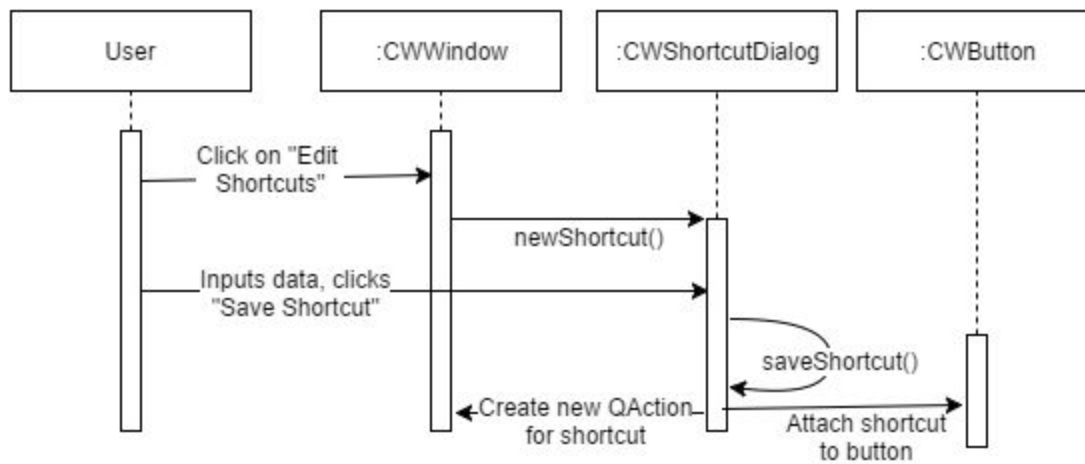 User
:CWWindow
:CWShortcutDialog
:CWButton
Click on "Edit
Shortcuts"
newShortcut()
Inputs data, clicks
"Save Shortcut"
saveShortcut()
Create new QAction
for shortcut
Attach shortcut
to button